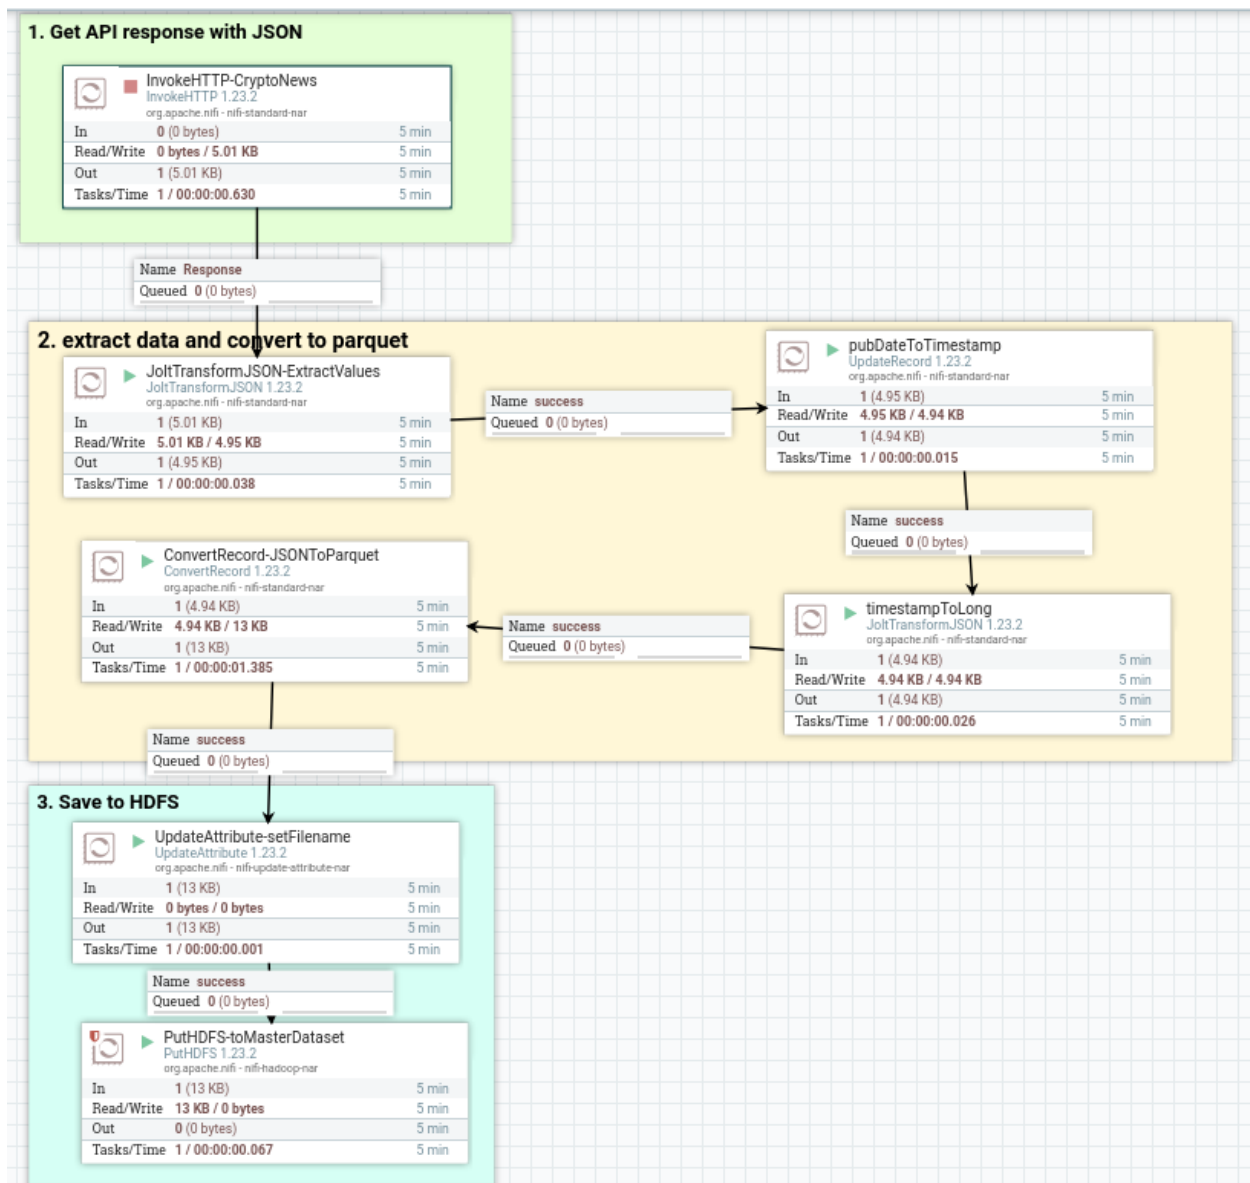 1. Get API response with JSON
InvokeHTTP-CryptoNews
InvokeHTTP 1.23.2
org.apache.nifi - nifi-standard-nar
In 0 (0 bytes) 5 min
Read/Write 0 bytes / 5.01 KB 5 min
Out 1 (5.01 KB) 5 min
Tasks/Time 1 / 00:00:00.630 5 min
Name Response
Queued 0 (0 bytes)
2. extract data and convert to parquet
JoltTransformJSON-ExtractValues
JoltTransformJSON 1.23.2
org.apache.nifi - nifi-standard-nar
In 1 (5.01 KB) 5 min
Read/Write 5.01 KB / 4.95 KB 5 min
Out 1 (4.95 KB) 5 min
Tasks/Time 1 / 00:00:00.038 5 min
Name success
Queued 0 (0 bytes)
pubDateToTimestamp
UpdateRecord 1.23.2
org.apache.nifi - nifi-standard-nar
In 1 (4.95 KB) 5 min
Read/Write 4.95 KB / 4.94 KB 5 min
Out 1 (4.94 KB) 5 min
Tasks/Time 1 / 00:00:00.015 5 min
Name success
Queued 0 (0 bytes)
timestampToLong
JoltTransformJSON 1.23.2
org.apache.nifi - nifi-standard-nar
In 1 (4.94 KB) 5 min
Read/Write 4.94 KB / 4.94 KB 5 min
Out 1 (4.94 KB) 5 min
Tasks/Time 1 / 00:00:00.026 5 min
Name success
Queued 0 (0 bytes)
ConvertRecord-JSONToParquet
ConvertRecord 1.23.2
org.apache.nifi - nifi-standard-nar
In 1 (4.94 KB) 5 min
Read/Write 4.94 KB / 13 KB 5 min
Out 1 (13 KB) 5 min
Tasks/Time 1 / 00:00:01.385 5 min
Name success
Queued 0 (0 bytes)
3. Save to HDFS
UpdateAttribute-setFilename
UpdateAttribute 1.23.2
org.apache.nifi - nifi-update-attribute-nar
In 1 (13 KB) 5 min
Read/Write 0 bytes / 0 bytes 5 min
Out 1 (13 KB) 5 min
Tasks/Time 1 / 00:00:00.001 5 min
Name success
Queued 0 (0 bytes)
PutHDFS-toMasterDataset
PutHDFS 1.23.2
org.apache.nifi - nifi-hadoop-nar
In 1 (13 KB) 5 min
Read/Write 13 KB / 0 bytes 5 min
Out 0 (0 bytes) 5 min
Tasks/Time 1 / 00:00:00.067 5 min